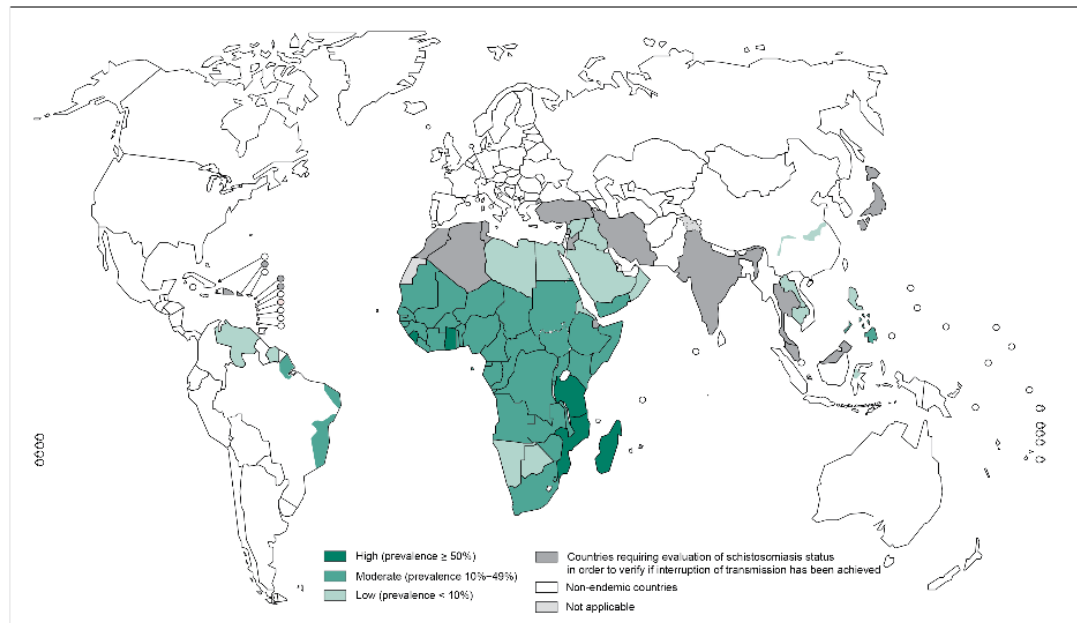 High (prevalence ≥ 50%)
Moderate (prevalence 10%–49%)
Low (prevalence < 10%)
Countries requiring evaluation of schistosomiasis status
in order to verify if interruption of transmission has been achieved
Non-endemic countries
Not applicable